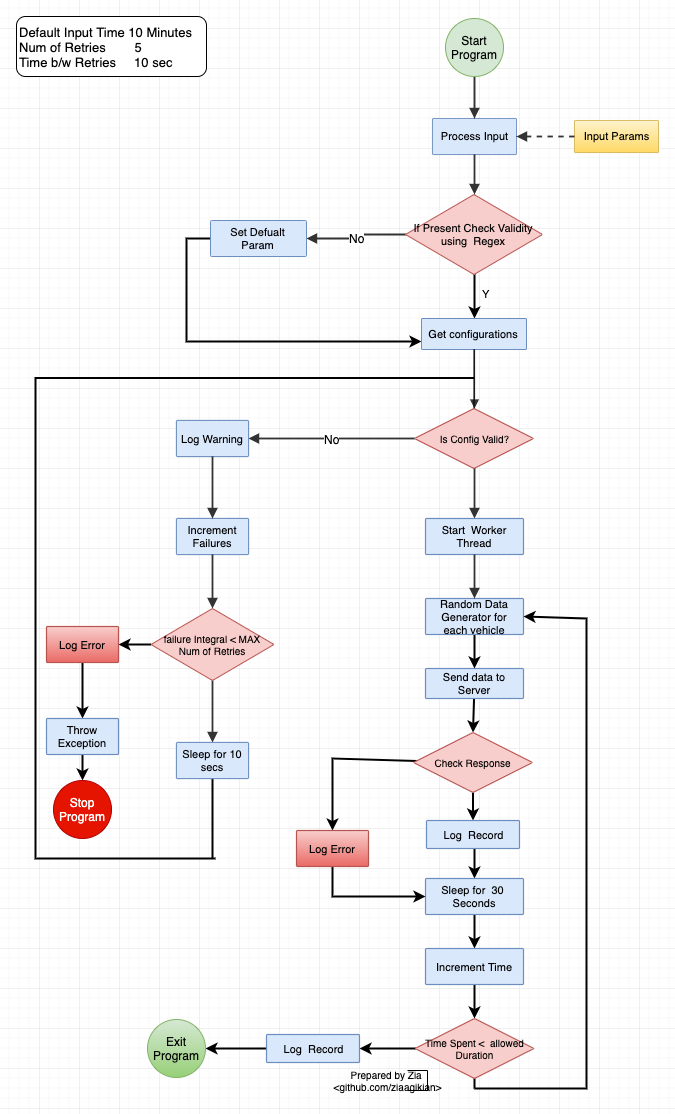 Default Input Time 10 Minutes
Num of Retries 5
Time b/w Retries 10 sec
Start
Program
Process Input
Input Params
If Present Check Validity
using Regex
No
Set Defualt
Param
Y
Get configurations
Is Config Valid?
No
Log Warning
Increment
Failures
Start Worker
Thread
Random Data
Generator for
each vehicle
failure Integral < MAX
Num of Retries
Log Error
Send data to
Server
Throw
Exception
Sleep for 10
secs
Check Response
Stop
Program
Log Record
Log Error
Sleep for 30
Seconds
Increment Time
Time Spent < allowed
Duration
Log Record
Exit
Program
Prepared by Zia
<github.com/ziaagikian>